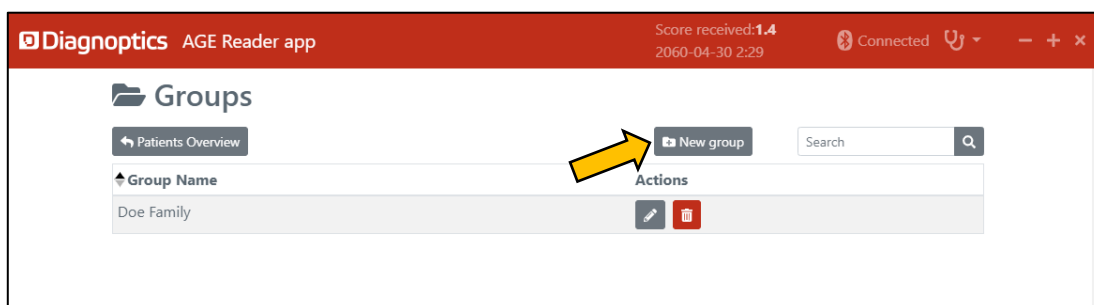 Diagnoptics AGE Reader app
Score received:1.4
2060-04-30 2:29
Connected
Groups
Patients Overview
New group
Search
Group Name
Actions
Doe Family